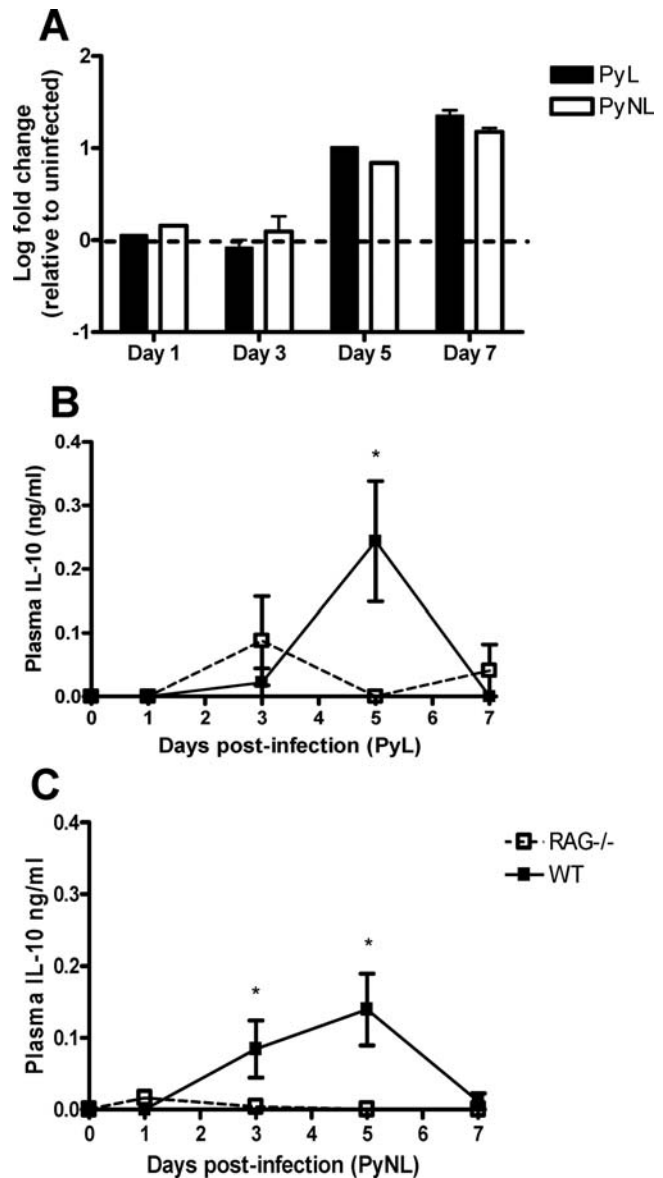 A
Log fold change
(relative to uninfected)
2
1
0
-1
Day 1 Day 3 Day 5 Day 7
PyL
PyNL
B
Plasma IL-10 (ng/ml)
0.4
0.3
0.2
0.1
0.0
*
0 1 2 3 4 5 6 7
Days post-infection (PyL)
C
Plasma IL-10 ng/ml
0.4
0.3
0.2
0.1
0.0
* *
0 1 2 3 4 5 6 7
Days post-infection (PyNL)
RAG-/-
WT